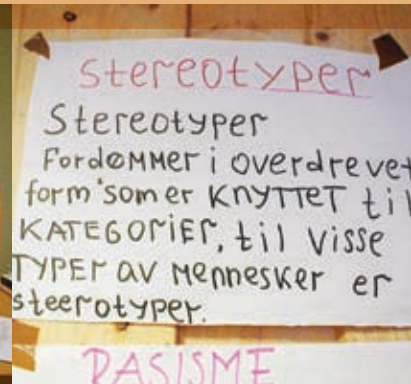 stereotyper
Stereotyper
FordømMer i overdrevet
form som er KNYTTET til
KATEGOriEr, til visse
TYPEr av Mennesker er
steerotyper.
RASISME